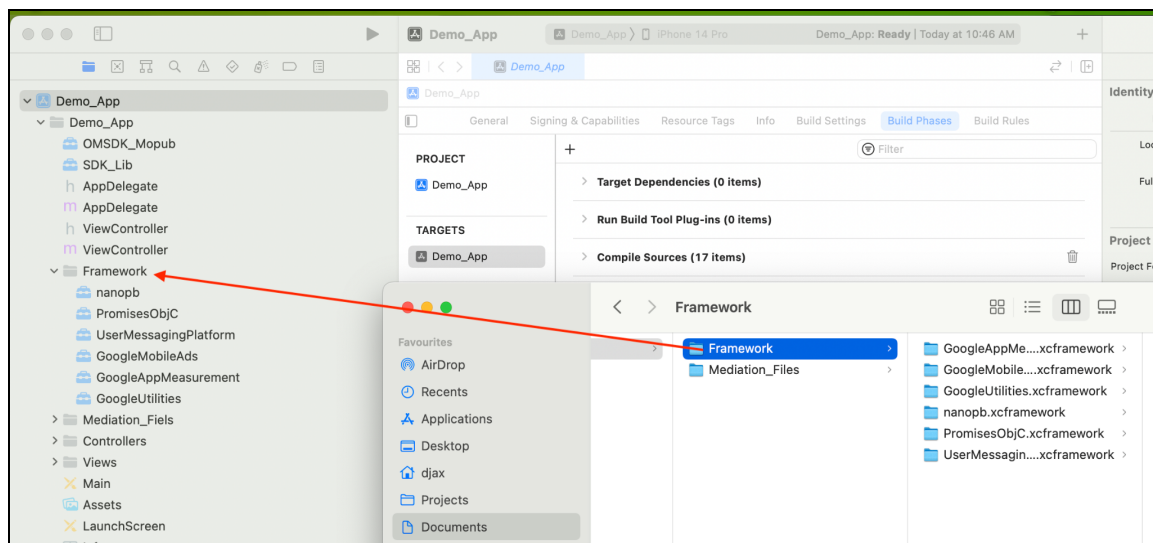 Demo_App
Demo_App
iPhone 14 Pro
Demo_App: Ready | Today at 10:46 AM
Demo_App
Demo_App
Identity
Demo_App
Demo_App
OMSDK_Mopub
SDK_Lib
h AppDelegate
m AppDelegate
h ViewController
m ViewController
Framework
nanopb
PromisesObjC
UserMessagingPlatform
GoogleMobileAds
GoogleAppMeasurement
GoogleUtilities
Mediation_Fiels
Controllers
Views
Main
Assets
LaunchScreen
General Signing & Capabilities Resource Tags Info Build Settings Build Phases Build Rules
PROJECT
Demo_App
TARGETS
Demo_App
Filter
Target Dependencies (0 items)
Run Build Tool Plug-ins (0 items)
Compile Sources (17 items)
Project
Framework
Favourites
AirDrop
Recents
Applications
Desktop
djax
Projects
Documents
Framework
Mediation_Files
GoogleAppMe....xcframework
GoogleMobile....xcframework
GoogleUtilities.xcframework
nanopb.xcframework
PromisesObjC.xcframework
UserMessagin....xcframework